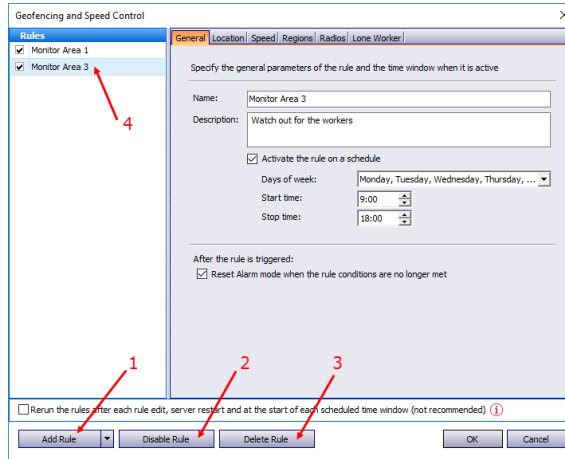 Geofencing and Speed Control
Rules
Monitor Area 1
Monitor Area 3
General Location Speed Regions Radios Lone Worker
Specify the general parameters of the rule and the time window when it is active
Name: Monitor Area 3
Description: Watch out for the workers
Activate the rule on a schedule
Days of week: Monday, Tuesday, Wednesday, Thursday, ...
Start time: 9:00
Stop time: 18:00
After the rule is triggered:
Reset Alarm mode when the rule conditions are no longer met
4
1
2
3
Rerun the rules after each rule edit, server restart and at the start of each scheduled time window (not recommended)
Add Rule Disable Rule Delete Rule OK Cancel